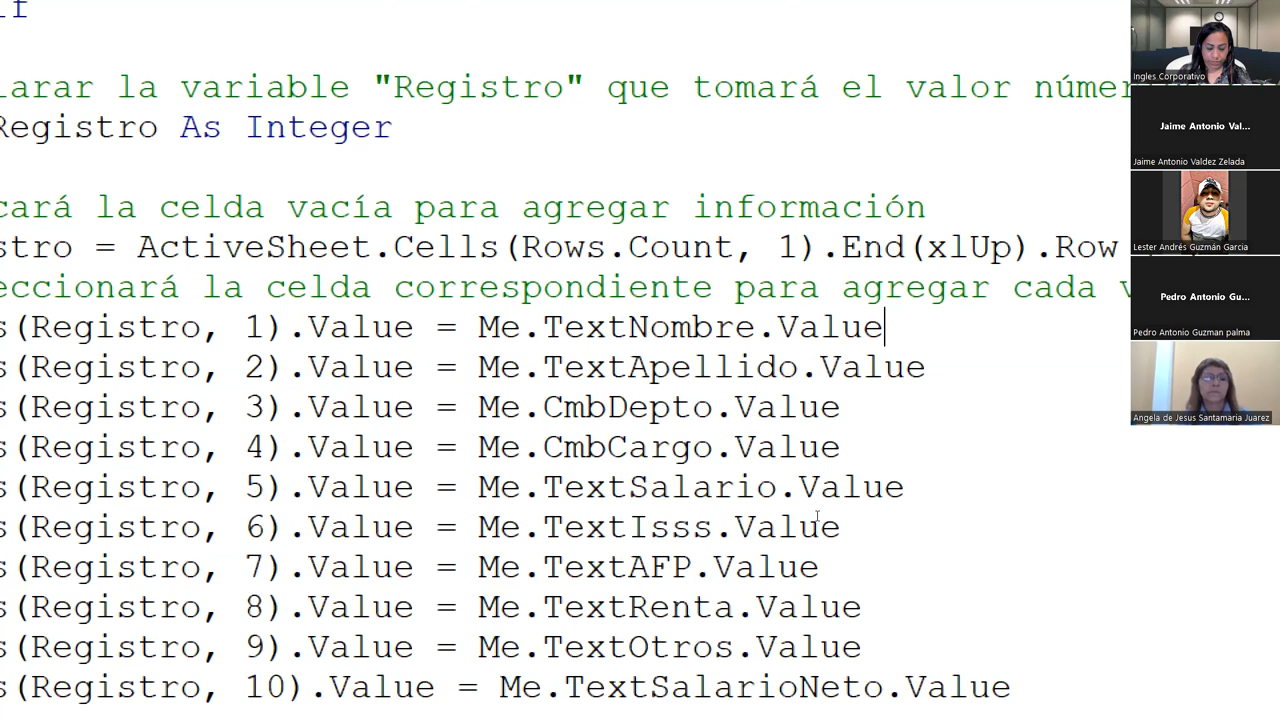 If
larar la variable "Registro" que tomará el valor númer
Registro As Integer
cará la celda vacía para agregar información
stro = ActiveSheet.Cells(Rows.Count, 1).End(xlUp).Row
eccionará la celda correspondiente para agregar cada v
s(Registro, 1).Value = Me.TextNombre.Value
s(Registro, 2).Value = Me.TextApellido.Value
s(Registro, 3).Value = Me.CmbDepto.Value
s(Registro, 4).Value = Me.CmbCargo.Value
s(Registro, 5).Value = Me.TextSalario.Value
s(Registro, 6).Value = Me.TextIsss.Value
s(Registro, 7).Value = Me.TextAFP.Value
s(Registro, 8).Value = Me.TextRenta.Value
s(Registro, 9).Value = Me.TextOtros.Value
s(Registro, 10).Value = Me.TextSalarioNeto.Value
Ingles Corporativo
Jaime Antonio Val...
Jaime Antonio Valdez Zelada
Lester Andrés Guzmán Garcia
Pedro Antonio Gu...
Pedro Antonio Guzman palma
Angela de Jesus Santamaria Juarez